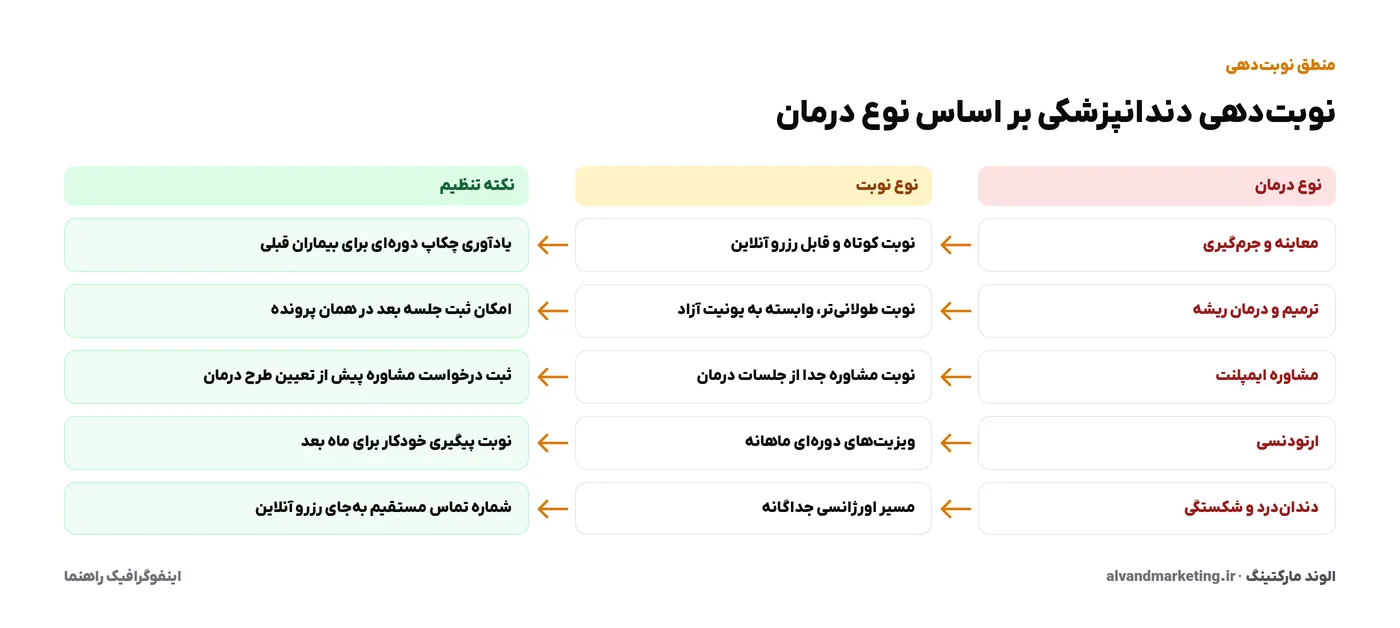 منطق نوبت‌دهی
نوبت‌دهی دندانپزشکی بر اساس نوع درمان
نوع درمان
نوع نوبت
نکته تنظیم
معاینه و جرم‌گیری
نوبت کوتاه و قابل رزرو آنلاین
یادآوری چکاپ دوره‌ای برای بیماران قبلی
ترمیم و درمان ریشه
نوبت طولانی‌تر، وابسته به یونیت آزاد
امکان ثبت جلسه بعد در همان پرونده
مشاوره ایمپلنت
نوبت مشاوره جدا از جلسات درمان
ثبت درخواست مشاوره پیش از تعیین طرح درمان
ارتودنسی
ویزیت‌های دوره‌ای ماهانه
نوبت پیگیری خودکار برای ماه بعد
دندان‌درد و شکستگی
مسیر اورژانسی جداگانه
شماره تماس مستقیم به‌جای رزرو آنلاین
الوند مارکتینگ · alvandmarketing.ir
اینفوگرافیک راهنما